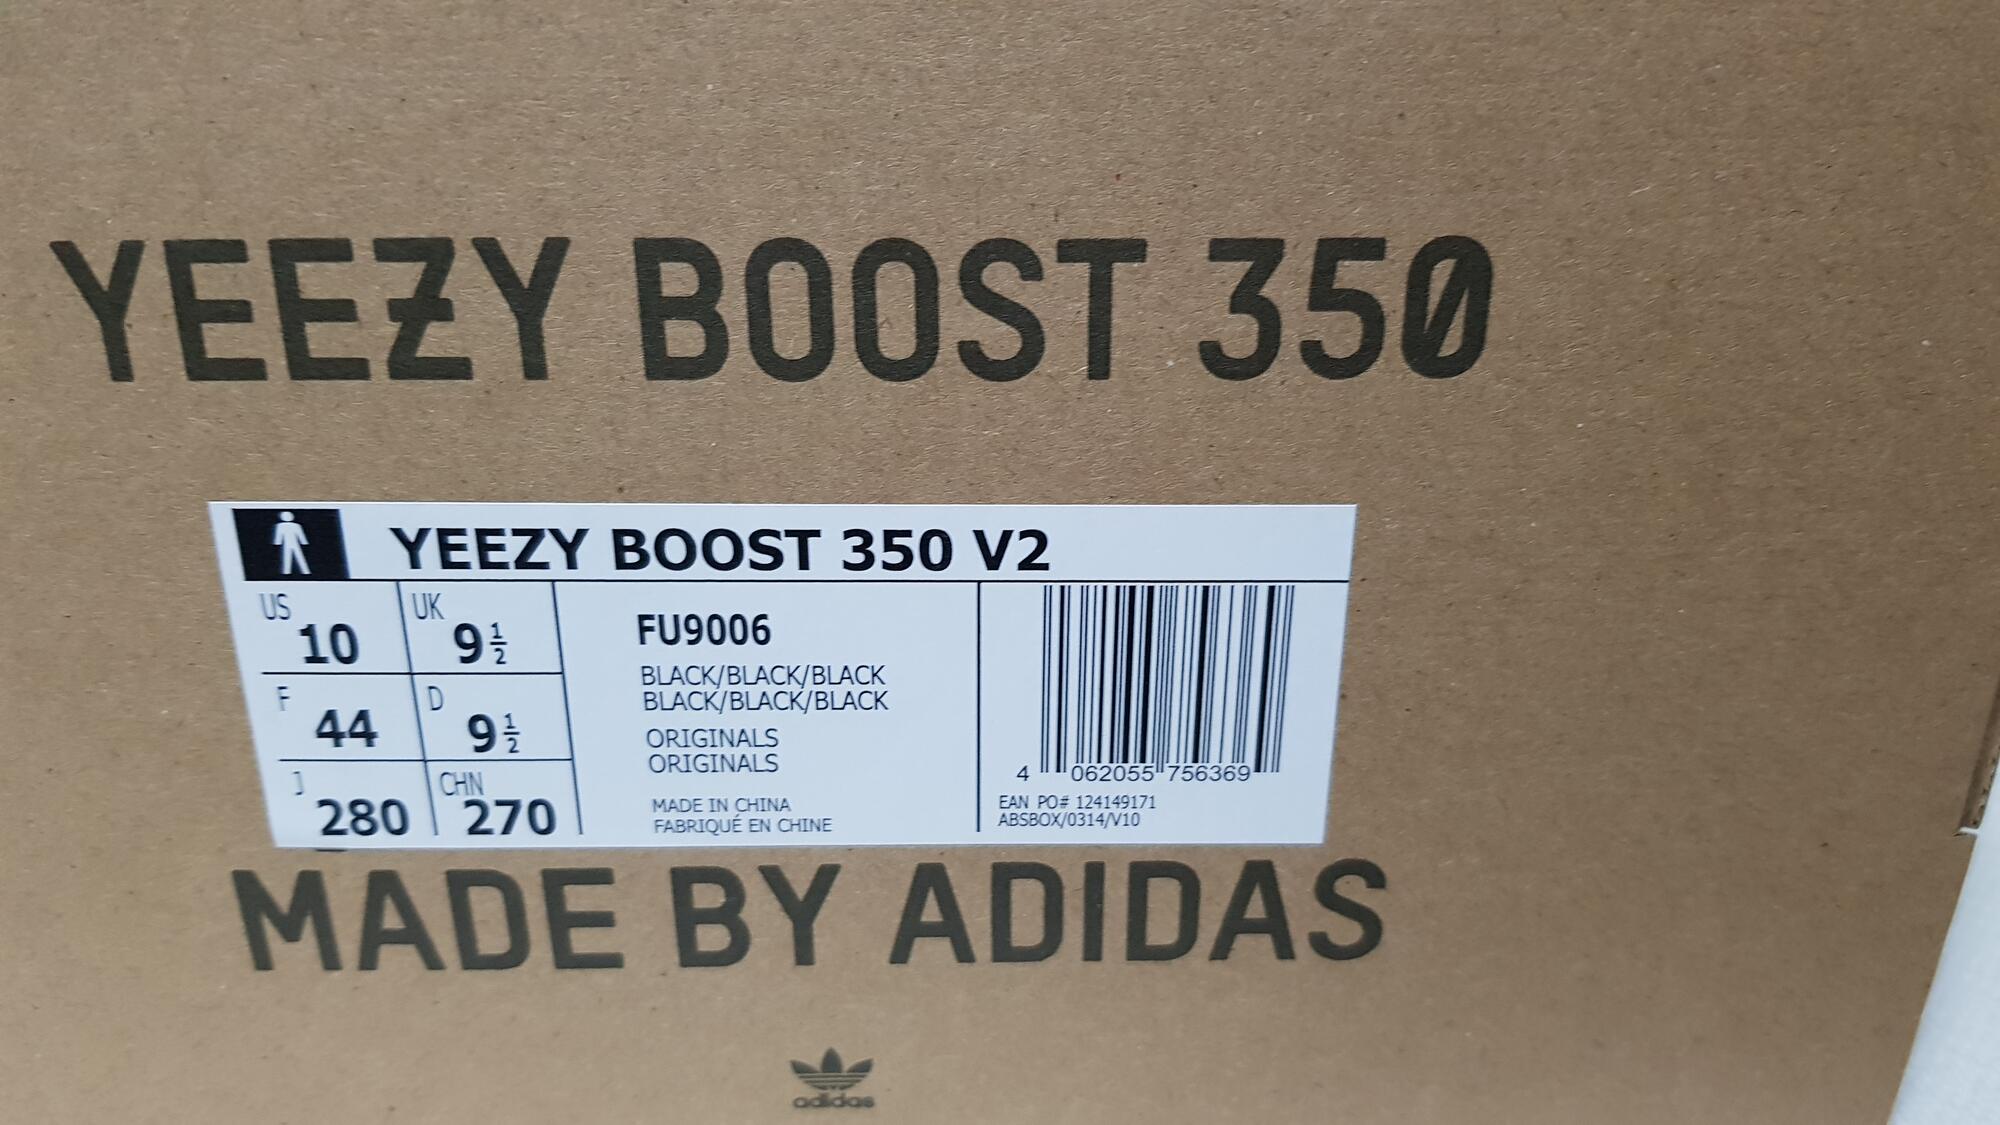 YEEZY BOOST 350
YEEZY BOOST 350 V2
US 10 UK 9 1/2
F 44 D 9 1/2
J 280 CHN 270
FU9006
BLACK/BLACK/BLACK
BLACK/BLACK/BLACK
ORIGINALS
ORIGINALS
MADE IN CHINA
FABRIQUÉ EN CHINE
4 062055 756369
EAN PO# 124149171
ABSBOX/0314/V10
MADE BY ADIDAS
adidas